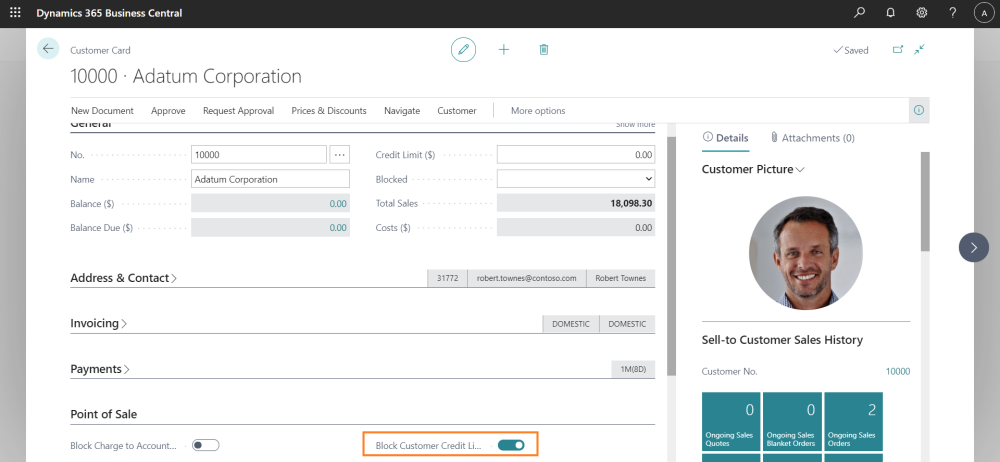 Dynamics 365 Business Central
?
A
Customer Card
Saved
10000 · Adatum Corporation
New Document Approve Request Approval Prices & Discounts Navigate Customer More options
General Show more
No. 10000 ... Credit Limit ($) 0.00
Name Adatum Corporation Blocked
Balance ($) 0.00 Total Sales 18,098.30
Balance Due ($) 0.00 Costs ($) 0.00
Address & Contact 31772 robert.townes@contoso.com Robert Townes
Invoicing DOMESTIC DOMESTIC
Payments 1M(8D)
Point of Sale
Block Charge to Account... Block Customer Credit Li...
Details Attachments (0)
Customer Picture
Sell-to Customer Sales History
Customer No. 10000
0 0 2
Ongoing Sales Quotes
Ongoing Sales Blanket Orders
Ongoing Sales Orders